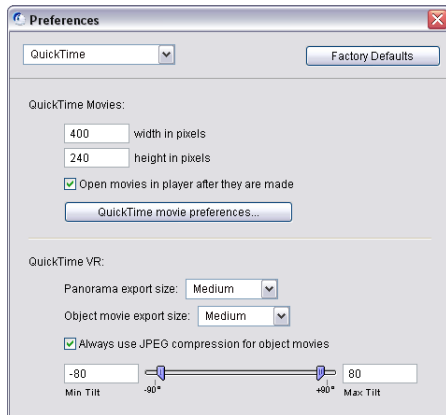 Preferences
QuickTime
Factory Defaults
QuickTime Movies:
400 width in pixels
240 height in pixels
Open movies in player after they are made
QuickTime movie preferences...
QuickTime VR:
Panorama export size: Medium
Object movie export size: Medium
Always use JPEG compression for object movies
-80 80
Min Tilt -90° +90° Max Tilt